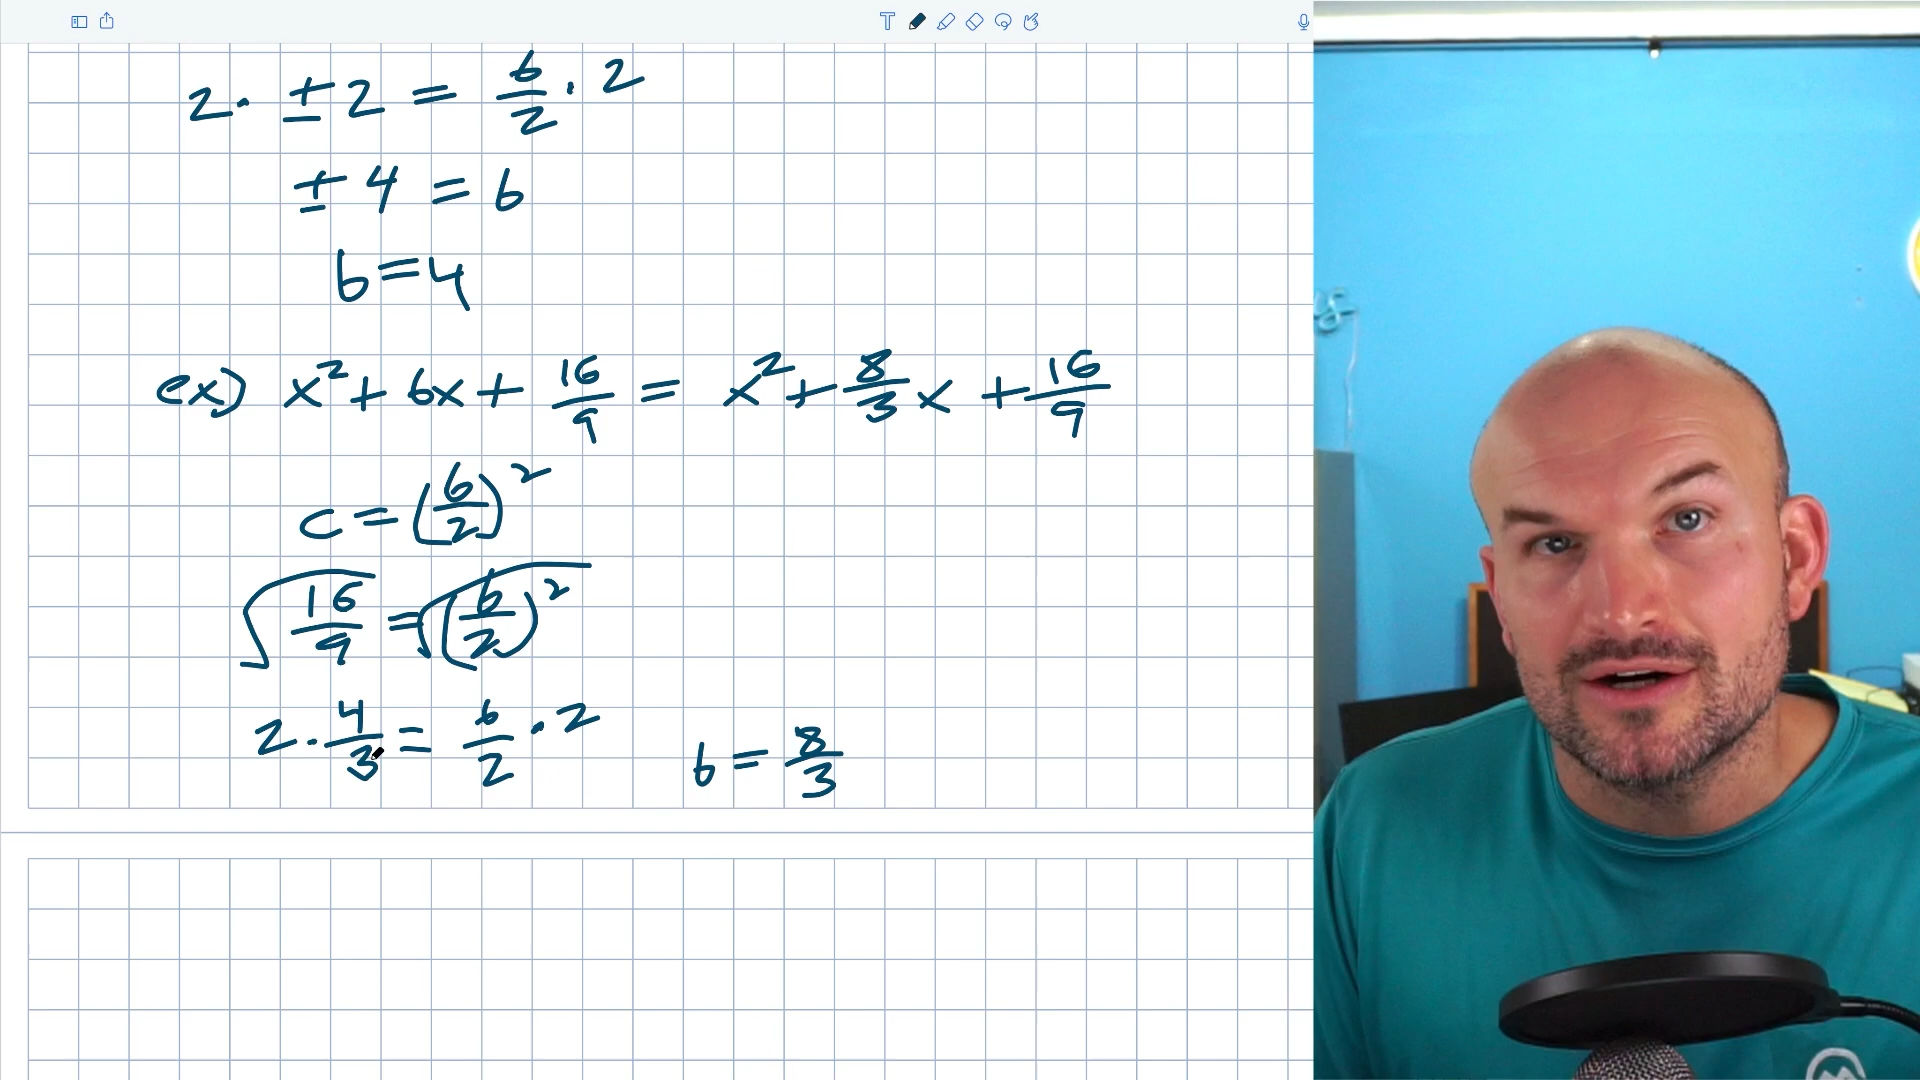 2 · ±2 = b/2 · 2
±4 = b
b = 4
ex) x² + bx + 16/9 = x² + 8/3 x + 16/9
c = (b/2)²
√(16/9) = √((b/2)²)
2 · 4/3 = b/2 · 2    b = 8/3